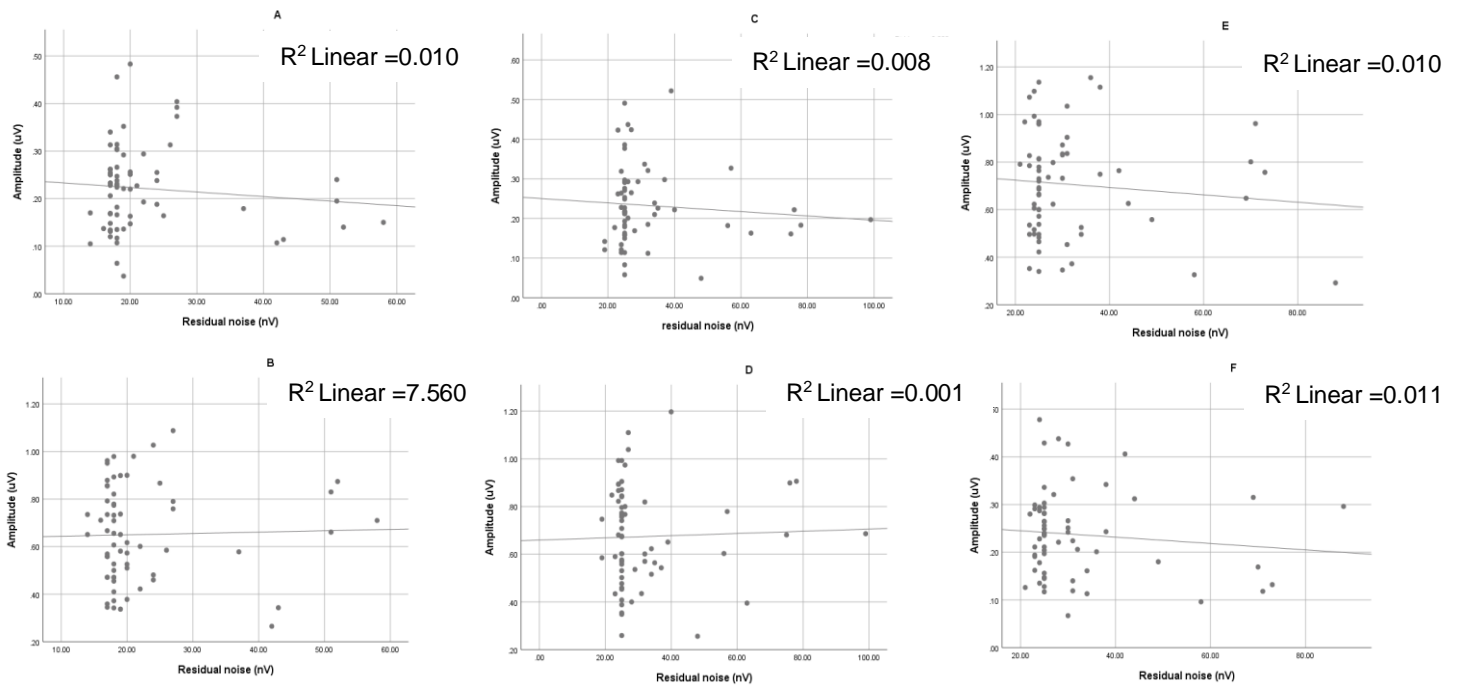 A
R² Linear =0.010
Amplitude (uV)
.50
.40
.30
.20
.10
.00
10.00 20.00 30.00 40.00 50.00 60.00
Residual noise (nV)
C
R² Linear =0.008
Amplitude (uV)
.60
.50
.40
.30
.20
.10
.00
.00 20.00 40.00 60.00 80.00 100.00
residual noise (nV)
E
R² Linear =0.010
Amplitude (uV)
1.20
1.00
.80
.60
.40
.20
20.00 40.00 60.00 80.00
Residual noise (nV)
B
R² Linear =7.560
Amplitude (uV)
1.20
1.00
.80
.60
.40
.20
10.00 20.00 30.00 40.00 50.00 60.00
Residual noise (nV)
D
R² Linear =0.001
Amplitude (uV)
1.20
1.00
.80
.60
.40
.20
.00 20.00 40.00 60.00 80.00 100.00
Residual noise (nV)
F
R² Linear =0.011
Amplitude (uV)
.40
.30
.20
.10
.00
20.00 40.00 60.00 80.00
Residual noise (nV)